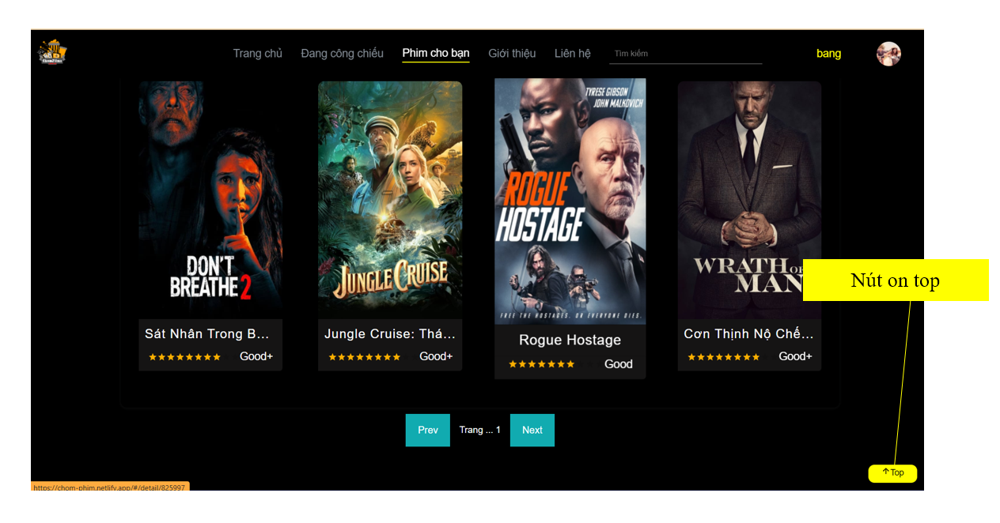 Trang chủ Đang công chiếu Phim cho bạn Giới thiệu Liên hệ Tìm kiếm bang
TYRESE GIBSON
JOHN MALKOVICH
ROGUE
HOSTAGE
DON'T
BREATHE 2
JUNGLE CRUISE
WRATH OF
MAN
Nút on top
FREE THE HOSTAGES. OR EVERYONE DIES.
Sát Nhân Trong B... Jungle Cruise: Thá... Rogue Hostage Cơn Thịnh Nộ Chế...
Good+ Good+ Good Good+
Prev Trang ... 1 Next
↑Top
https://chom-phim.netlify.app/#/detail/825997